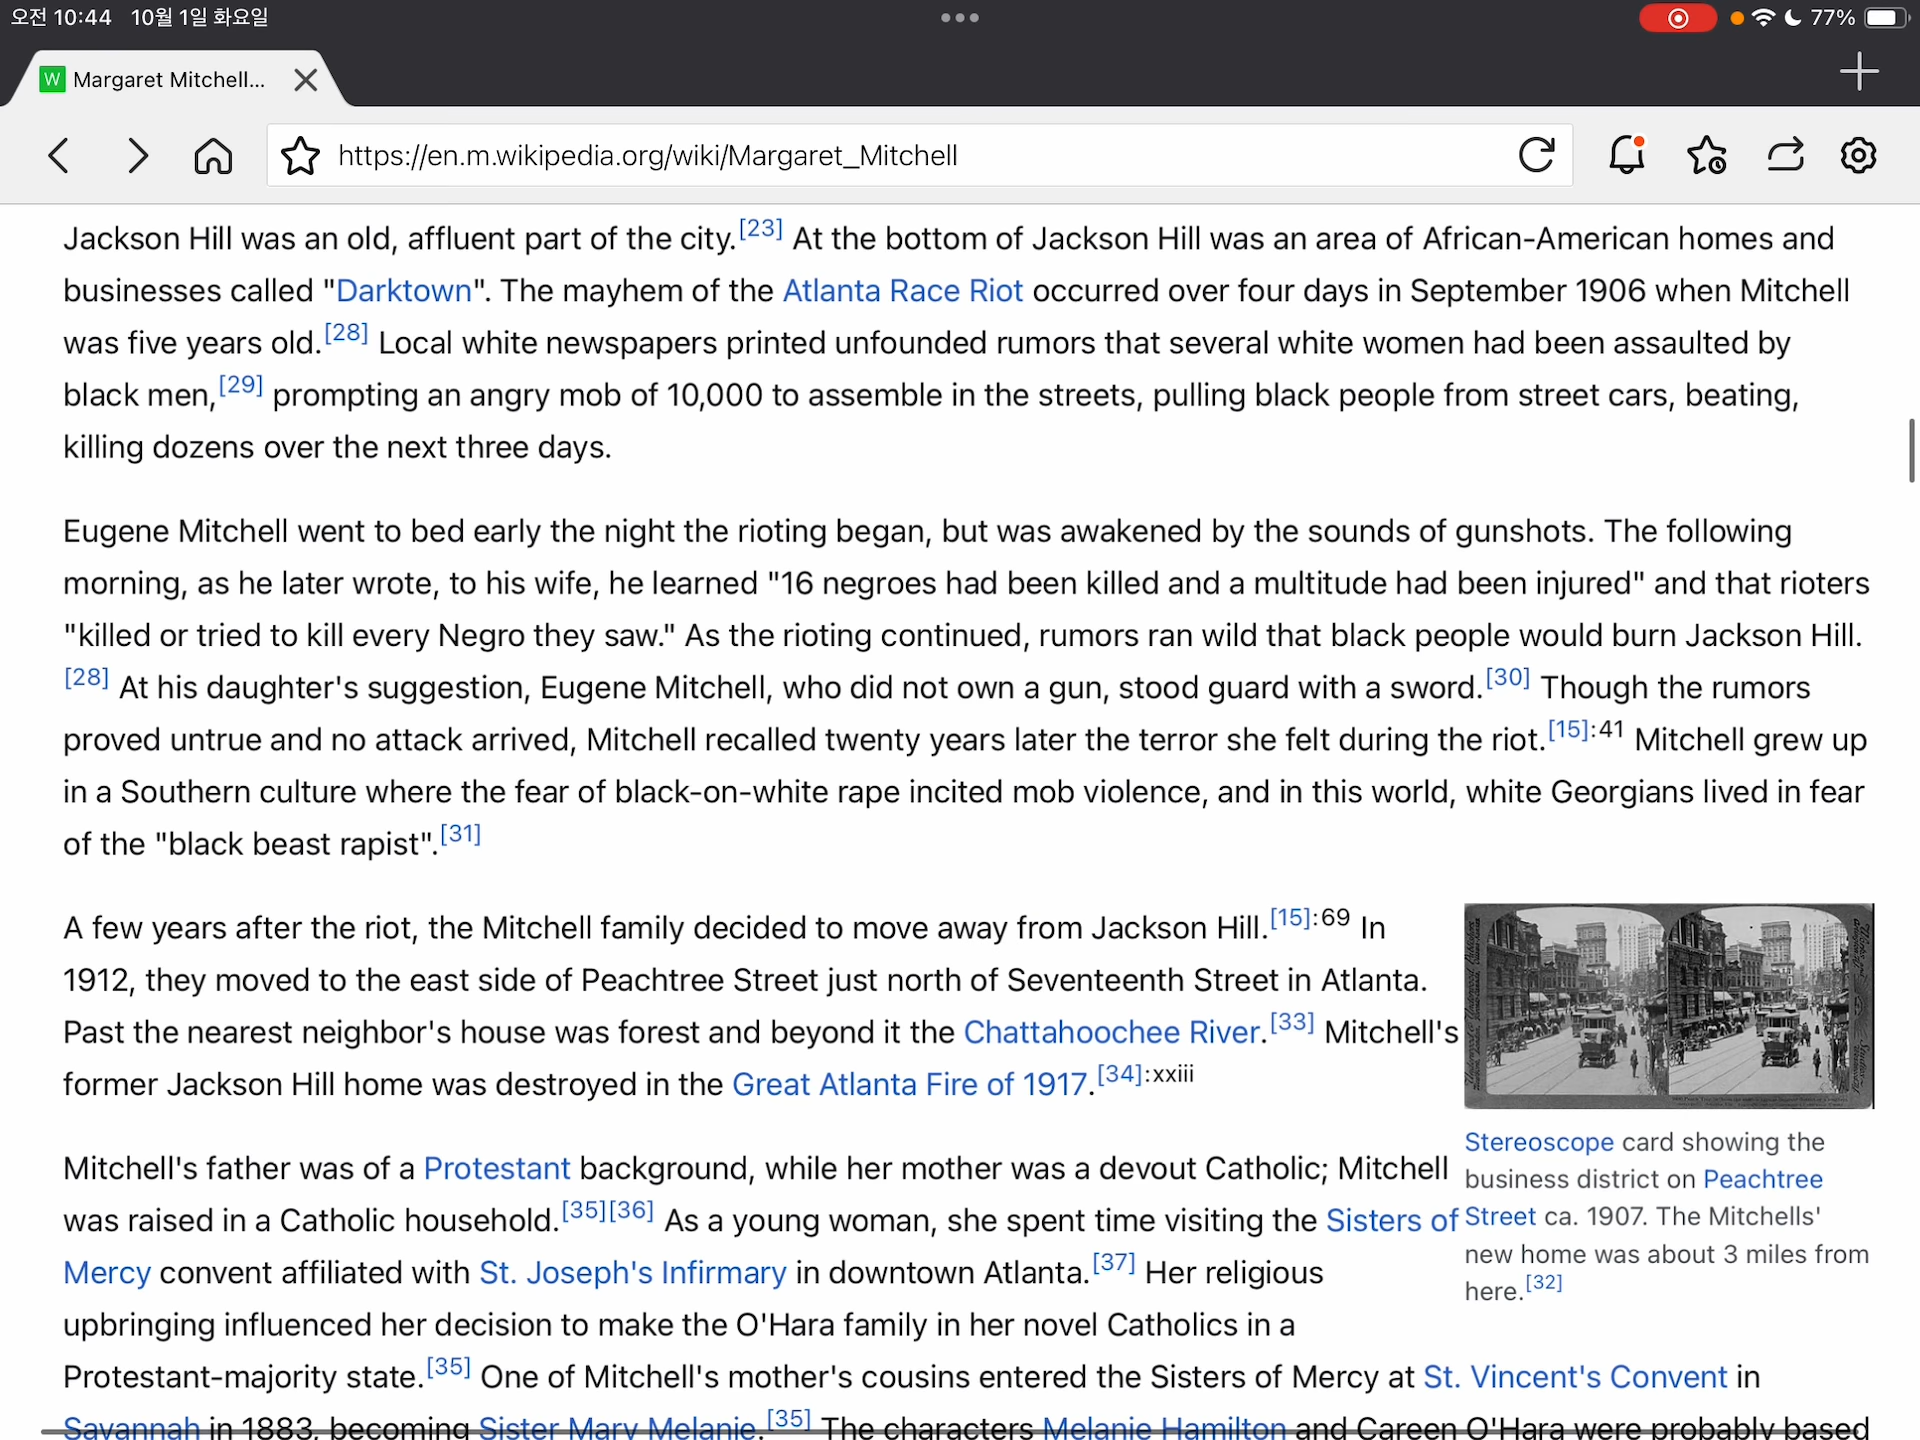 오전 10:44 10월 1일 화요일
77%
W Margaret Mitchell...
https://en.m.wikipedia.org/wiki/Margaret_Mitchell
Jackson Hill was an old, affluent part of the city.[23] At the bottom of Jackson Hill was an area of African-American homes and
businesses called "Darktown". The mayhem of the Atlanta Race Riot occurred over four days in September 1906 when Mitchell
was five years old.[28] Local white newspapers printed unfounded rumors that several white women had been assaulted by
black men,[29] prompting an angry mob of 10,000 to assemble in the streets, pulling black people from street cars, beating,
killing dozens over the next three days.
Eugene Mitchell went to bed early the night the rioting began, but was awakened by the sounds of gunshots. The following
morning, as he later wrote, to his wife, he learned "16 negroes had been killed and a multitude had been injured" and that rioters
"killed or tried to kill every Negro they saw." As the rioting continued, rumors ran wild that black people would burn Jackson Hill.
[28] At his daughter's suggestion, Eugene Mitchell, who did not own a gun, stood guard with a sword.[30] Though the rumors
proved untrue and no attack arrived, Mitchell recalled twenty years later the terror she felt during the riot.[15]:41 Mitchell grew up
in a Southern culture where the fear of black-on-white rape incited mob violence, and in this world, white Georgians lived in fear
of the "black beast rapist".[31]
A few years after the riot, the Mitchell family decided to move away from Jackson Hill.[15]:69 In
1912, they moved to the east side of Peachtree Street just north of Seventeenth Street in Atlanta.
Past the nearest neighbor's house was forest and beyond it the Chattahoochee River.[33] Mitchell's
former Jackson Hill home was destroyed in the Great Atlanta Fire of 1917.[34]:xxiii
Mitchell's father was of a Protestant background, while her mother was a devout Catholic; Mitchell
was raised in a Catholic household.[35][36] As a young woman, she spent time visiting the Sisters of
Mercy convent affiliated with St. Joseph's Infirmary in downtown Atlanta.[37] Her religious
upbringing influenced her decision to make the O'Hara family in her novel Catholics in a
Protestant-majority state.[35] One of Mitchell's mother's cousins entered the Sisters of Mercy at St. Vincent's Convent in
Savannah in 1883, becoming Sister Mary Melanie.[35] The characters Melanie Hamilton and Careen O'Hara were probably based
Stereoscope card showing the
business district on Peachtree
Street ca. 1907. The Mitchells'
new home was about 3 miles from
here.[32]